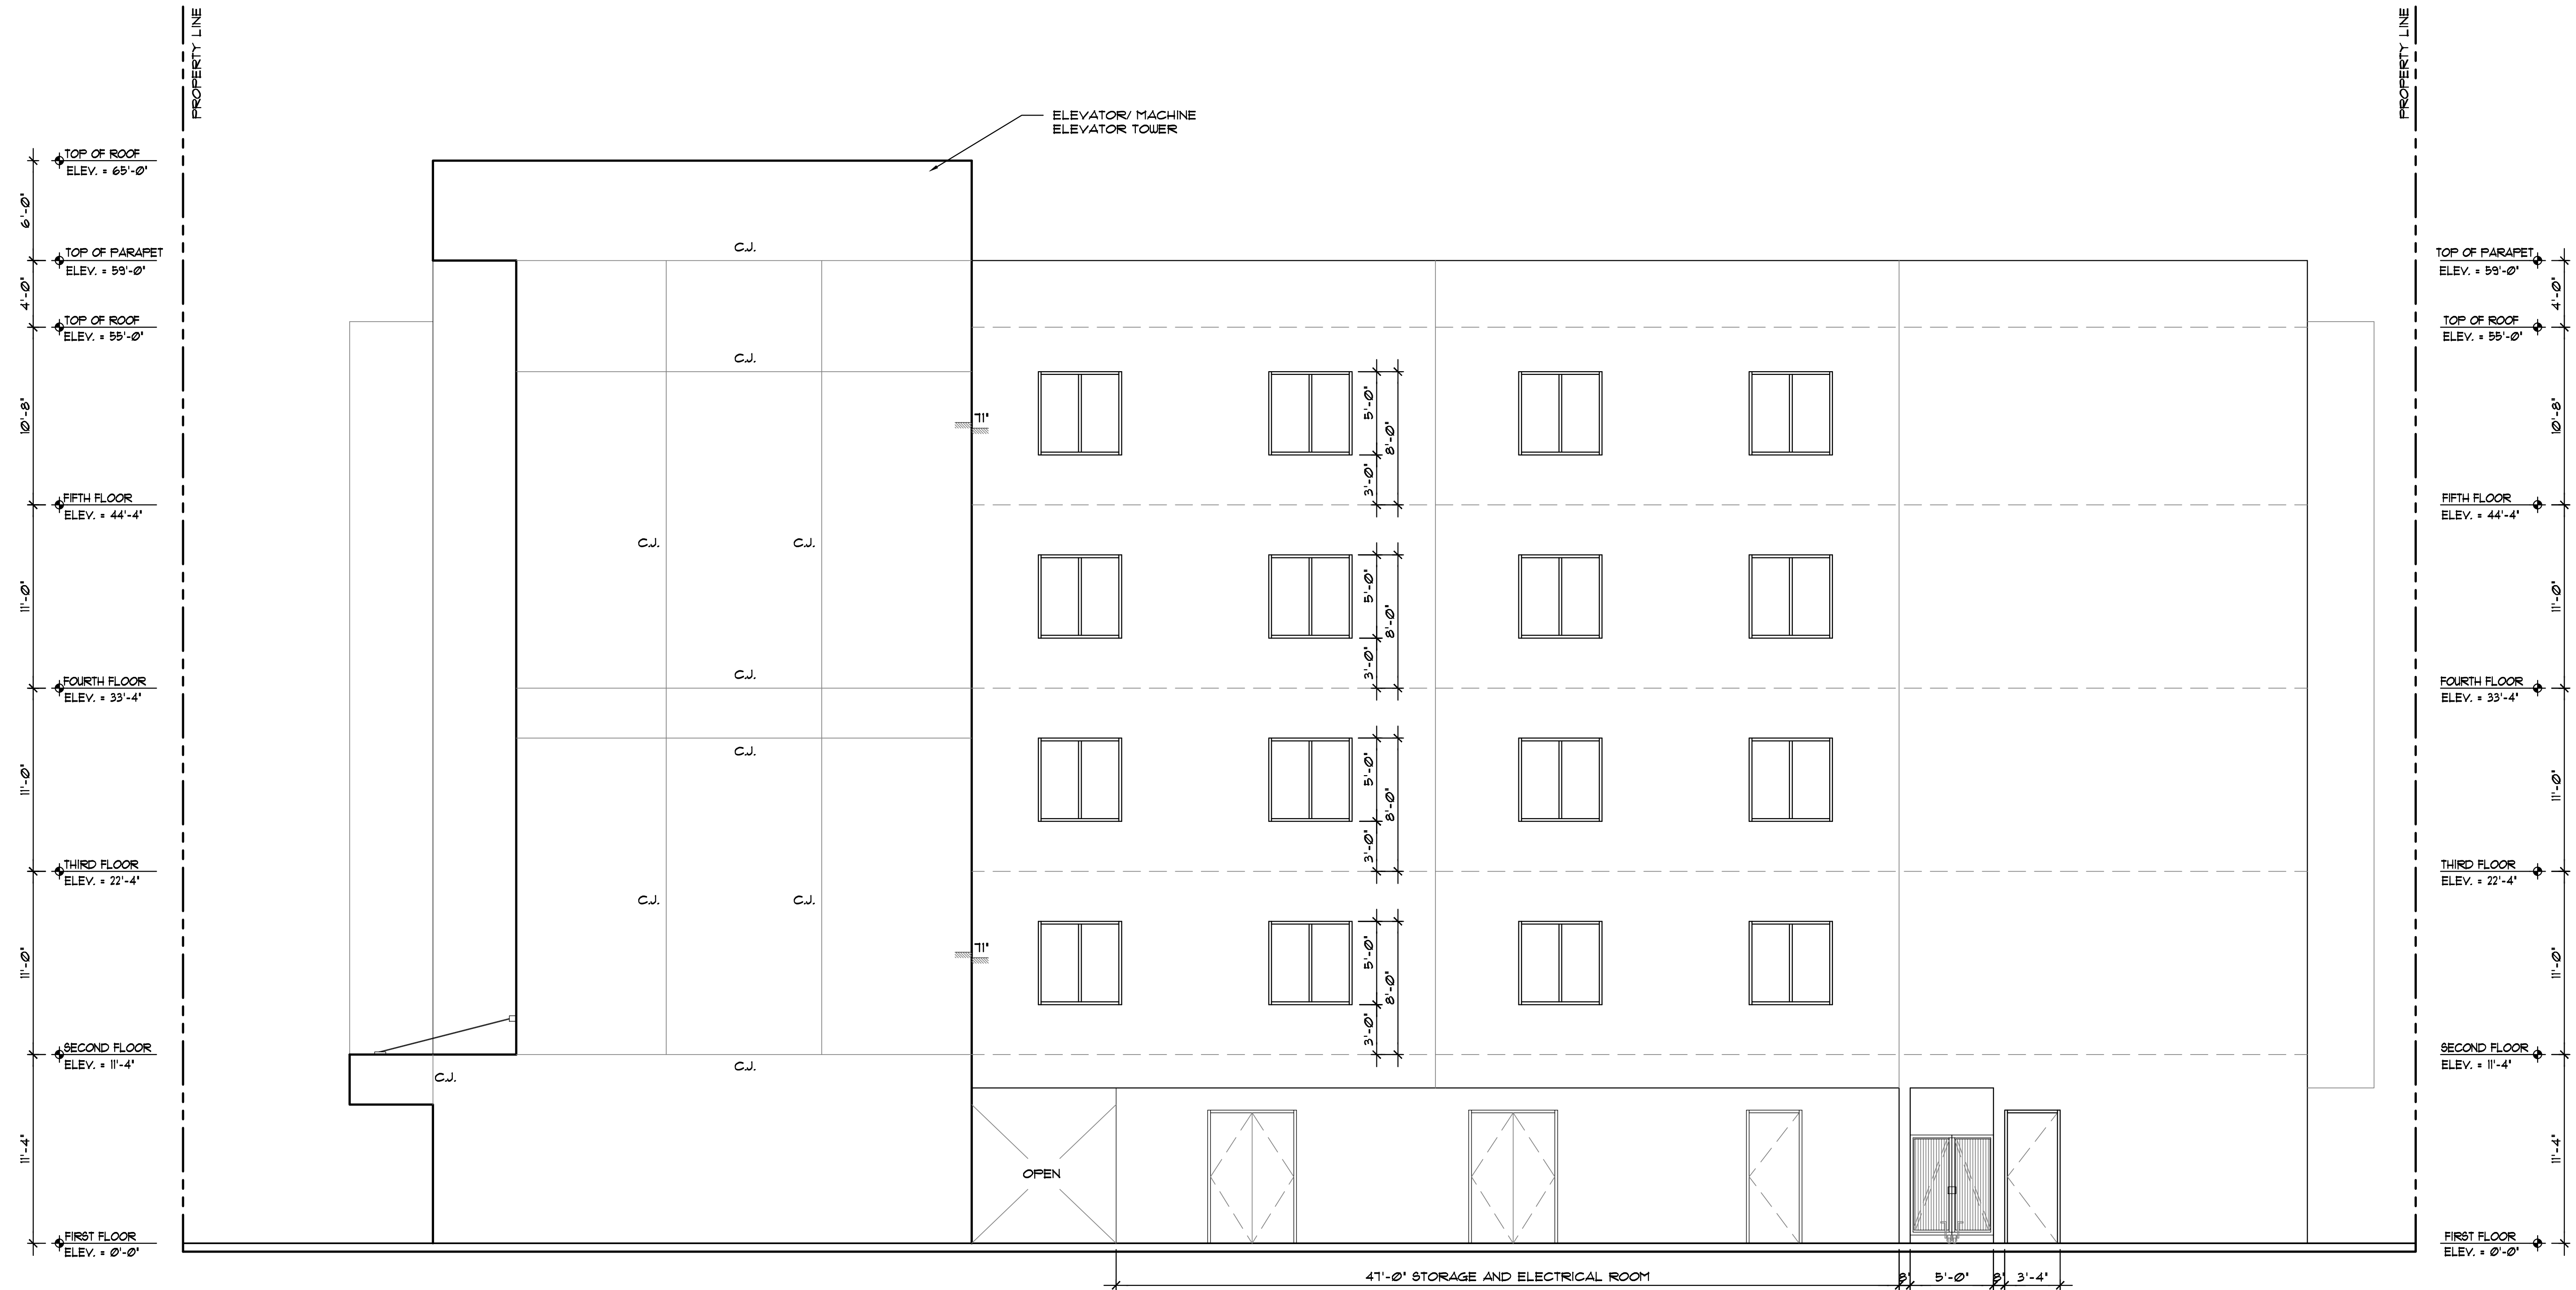 PROPERTY LINE
PROPERTY LINE
ELEVATOR/ MACHINE
ELEVATOR TOWER
TOP OF ROOF
ELEV. = 65'-0"
6'-0"
TOP OF PARAPET
ELEV. = 59'-0"
4'-0"
TOP OF ROOF
ELEV. = 55'-0"
10'-8"
FIFTH FLOOR
ELEV. = 44'-4"
11'-0"
FOURTH FLOOR
ELEV. = 33'-4"
11'-0"
THIRD FLOOR
ELEV. = 22'-4"
11'-0"
SECOND FLOOR
ELEV. = 11'-4"
11'-4"
FIRST FLOOR
ELEV. = 0'-0"
C.J.
C.J.
C.J.
C.J.
C.J.
C.J.
C.J.
C.J.
C.J.
C.J.
5'-0"
8'-0"
3'-0"
5'-0"
8'-0"
3'-0"
5'-0"
8'-0"
3'-0"
5'-0"
8'-0"
3'-0"
OPEN
47'-0" STORAGE AND ELECTRICAL ROOM
8"
5'-0"
8"
3'-4"
TOP OF PARAPET
ELEV. = 59'-0"
4'-0"
TOP OF ROOF
ELEV. = 55'-0"
10'-8"
FIFTH FLOOR
ELEV. = 44'-4"
11'-0"
FOURTH FLOOR
ELEV. = 33'-4"
11'-0"
THIRD FLOOR
ELEV. = 22'-4"
11'-0"
SECOND FLOOR
ELEV. = 11'-4"
11'-4"
FIRST FLOOR
ELEV. = 0'-0"